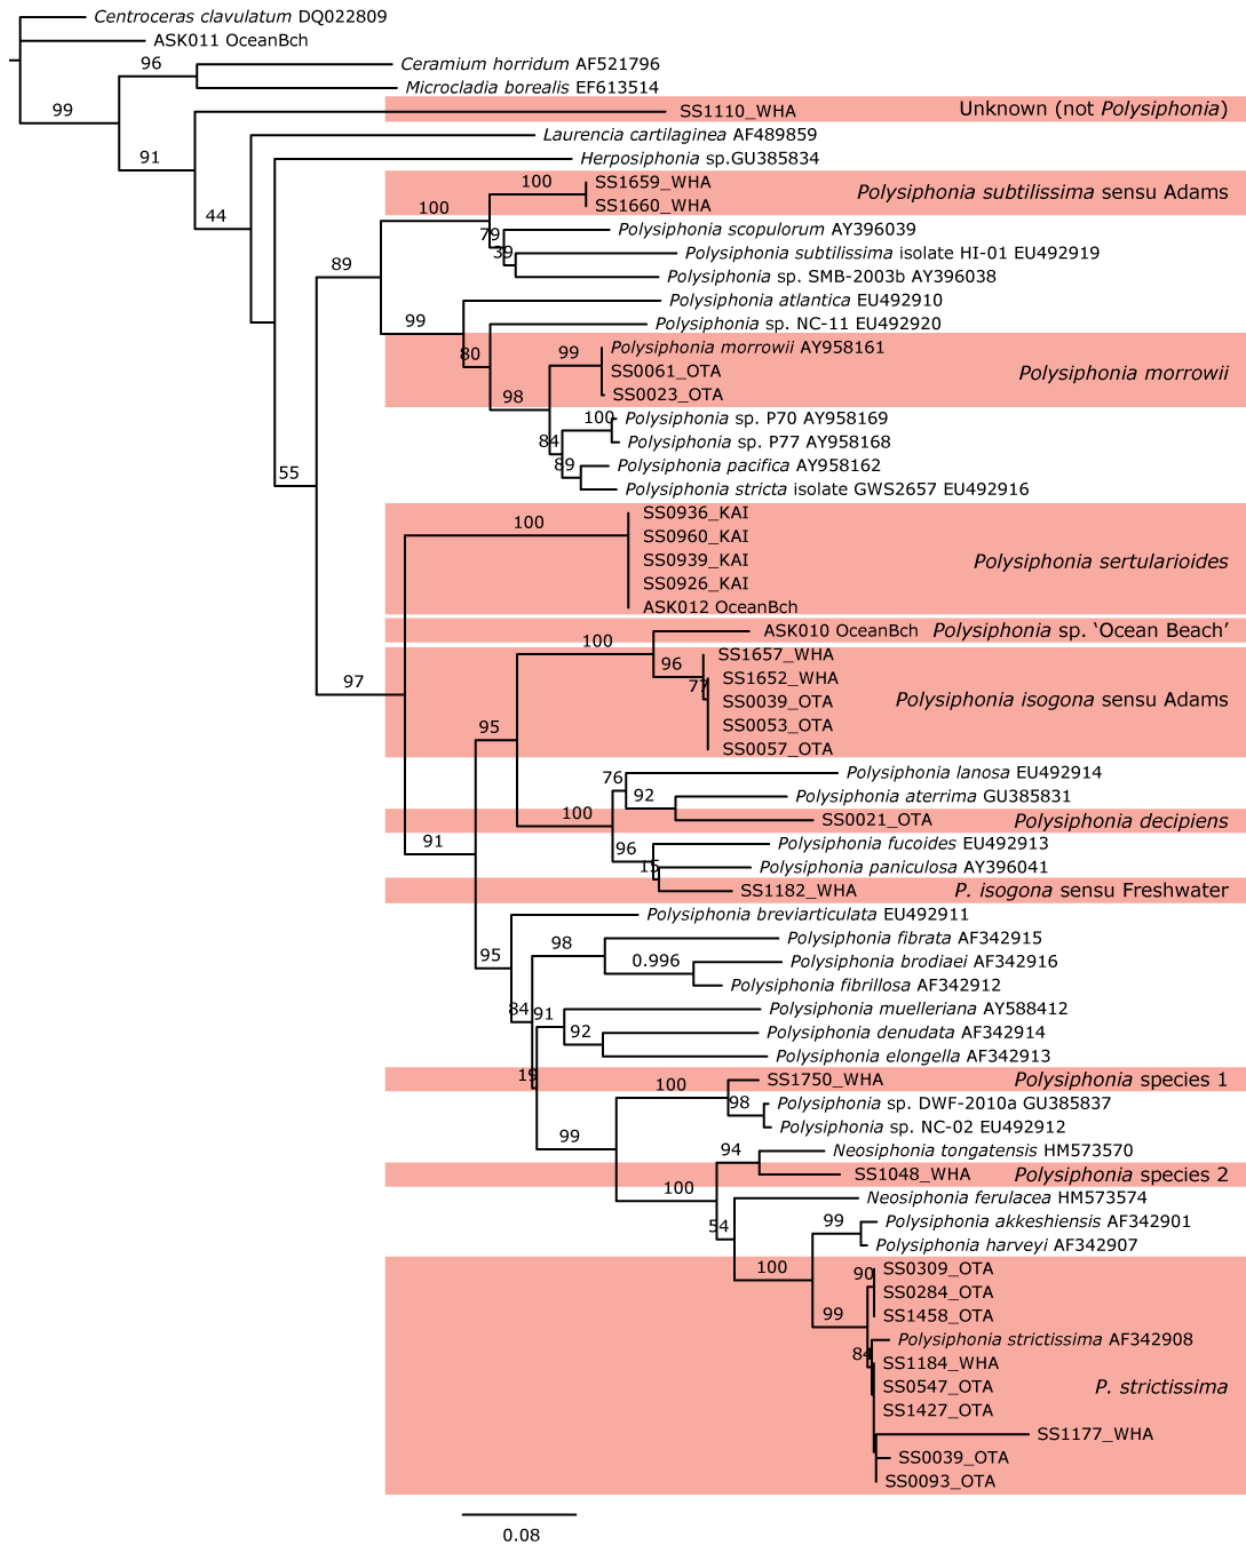 Centroceras clavulatum DQ022809
ASK011 OceanBch
96
Ceramium horridum AF521796
Microcladia borealis EF613514
99
SS1110_WHA Unknown (not Polysiphonia)
Laurencia cartilaginea AF489859
91
Herposiphonia sp.GU385834
100 SS1659_WHA
Polysiphonia subtilissima sensu Adams
SS1660_WHA
44
100
79
Polysiphonia scopulorum AY396039
39
Polysiphonia subtilissima isolate HI-01 EU492919
89
Polysiphonia sp. SMB-2003b AY396038
Polysiphonia atlantica EU492910
99
Polysiphonia sp. NC-11 EU492920
80
99
Polysiphonia morrowii AY958161
SS0061_OTA Polysiphonia morrowii
SS0023_OTA
98
100
Polysiphonia sp. P70 AY958169
84
Polysiphonia sp. P77 AY958168
89
Polysiphonia pacifica AY958162
55
Polysiphonia stricta isolate GWS2657 EU492916
SS0936_KAI
100
SS0960_KAI
SS0939_KAI Polysiphonia sertularioides
SS0926_KAI
ASK012 OceanBch
ASK010 OceanBch Polysiphonia sp. ‘Ocean Beach’
100
SS1657_WHA
96
97
77
SS1652_WHA
SS0039_OTA Polysiphonia isogona sensu Adams
SS0053_OTA
95
SS0057_OTA
76
Polysiphonia lanosa EU492914
92
Polysiphonia aterrima GU385831
100
SS0021_OTA Polysiphonia decipiens
91
96
Polysiphonia fucoides EU492913
15
Polysiphonia paniculosa AY396041
SS1182_WHA P. isogona sensu Freshwater
Polysiphonia breviarticulata EU492911
98
Polysiphonia fibrata AF342915
95
0.996
Polysiphonia brodiaei AF342916
Polysiphonia fibrillosa AF342912
84
91
Polysiphonia muelleriana AY588412
92
Polysiphonia denudata AF342914
Polysiphonia elongella AF342913
19
100
SS1750_WHA Polysiphonia species 1
98
Polysiphonia sp. DWF-2010a GU385837
Polysiphonia sp. NC-02 EU492912
99
94
Neosiphonia tongatensis HM573570
SS1048_WHA Polysiphonia species 2
100
Neosiphonia ferulacea HM573574
54
99
Polysiphonia akkeshiensis AF342901
Polysiphonia harveyi AF342907
100
90
SS0309_OTA
SS0284_OTA
99
SS1458_OTA
Polysiphonia strictissima AF342908
84
SS1184_WHA
SS0547_OTA P. strictissima
SS1427_OTA
SS1177_WHA
SS0039_OTA
SS0093_OTA
0.08